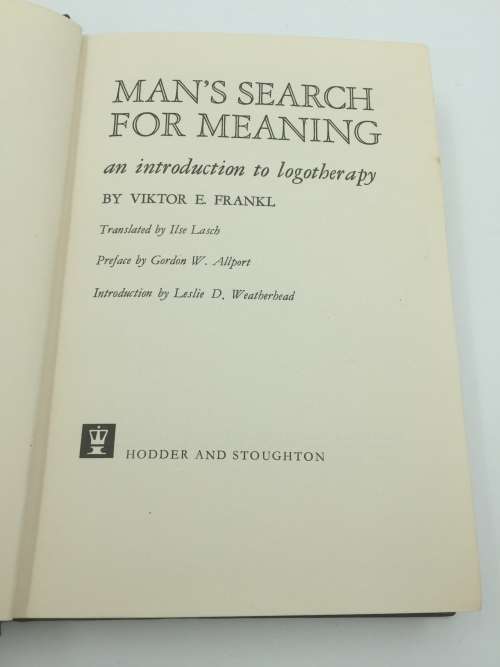 MAN'S SEARCH
FOR MEANING
an introduction to logotherapy
BY VIKTOR E. FRANKL
Translated by Ilse Lasch
Preface by Gordon W. Allport
Introduction by Leslie D. Weatherhead
HODDER AND STOUGHTON